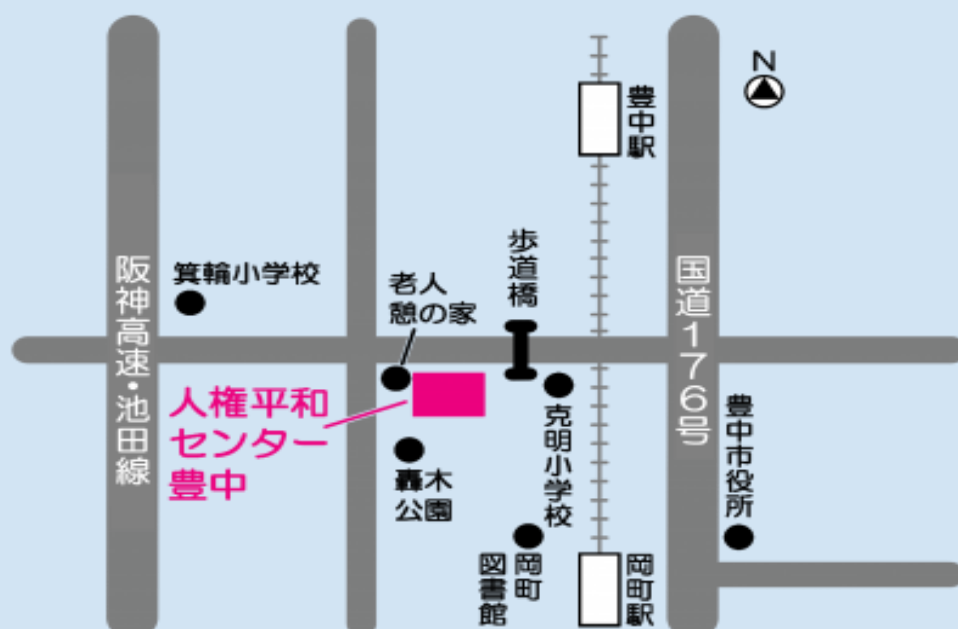 N
豊中駅
阪神高速・池田線
箕輪小学校
老人
憩の家
歩道橋
国道176号
人権平和
センター
豊中
轟木
公園
克明小学校
豊中市役所
岡町
図書館
岡町駅